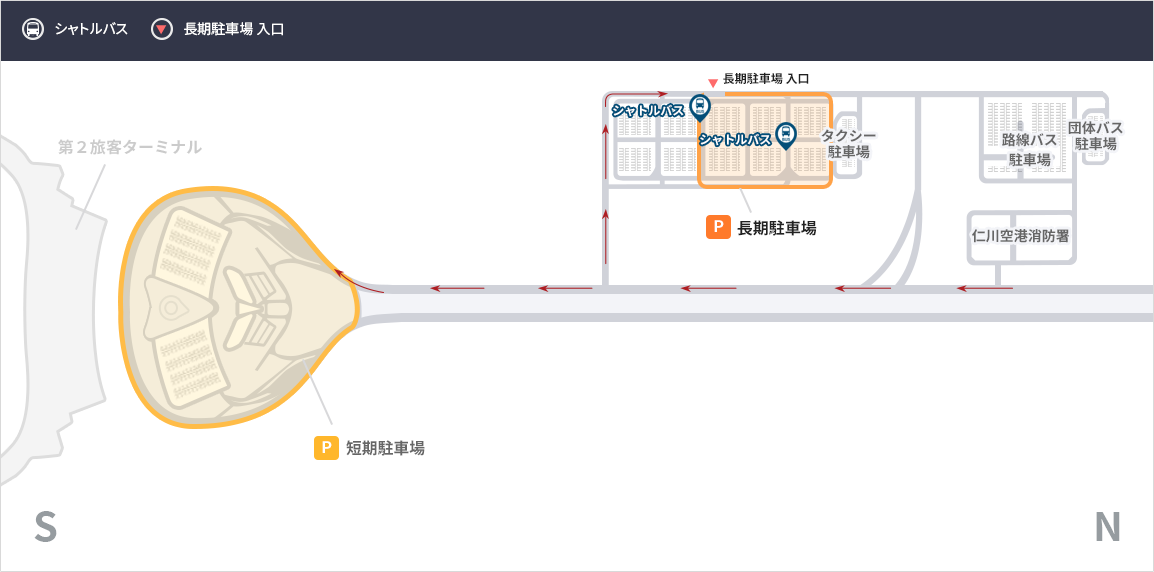 シャトルバス
長期駐車場 入口
長期駐車場 入口
シャトルバス
シャトルバス
タクシー
駐車場
路線バス
駐車場
団体バス
駐車場
第２旅客ターミナル
P 長期駐車場
仁川空港消防署
P 短期駐車場
S
N